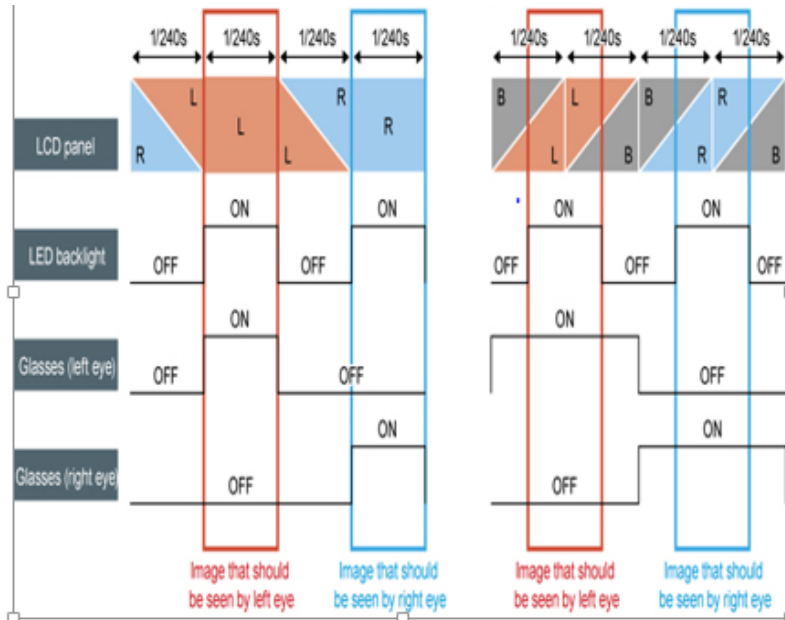 1/240s 1/240s 1/240s 1/240s 1/240s 1/240s 1/240s 1/240s
LCD panel
L R B L B R
L R
R L L B R B
LED backlight
ON ON ON ON
OFF OFF OFF OFF OFF
Glasses (left eye)
ON ON
OFF OFF OFF
Glasses (right eye)
ON ON
OFF OFF
Image that should
be seen by left eye
Image that should
be seen by right eye
Image that should
be seen by left eye
Image that should
be seen by right eye